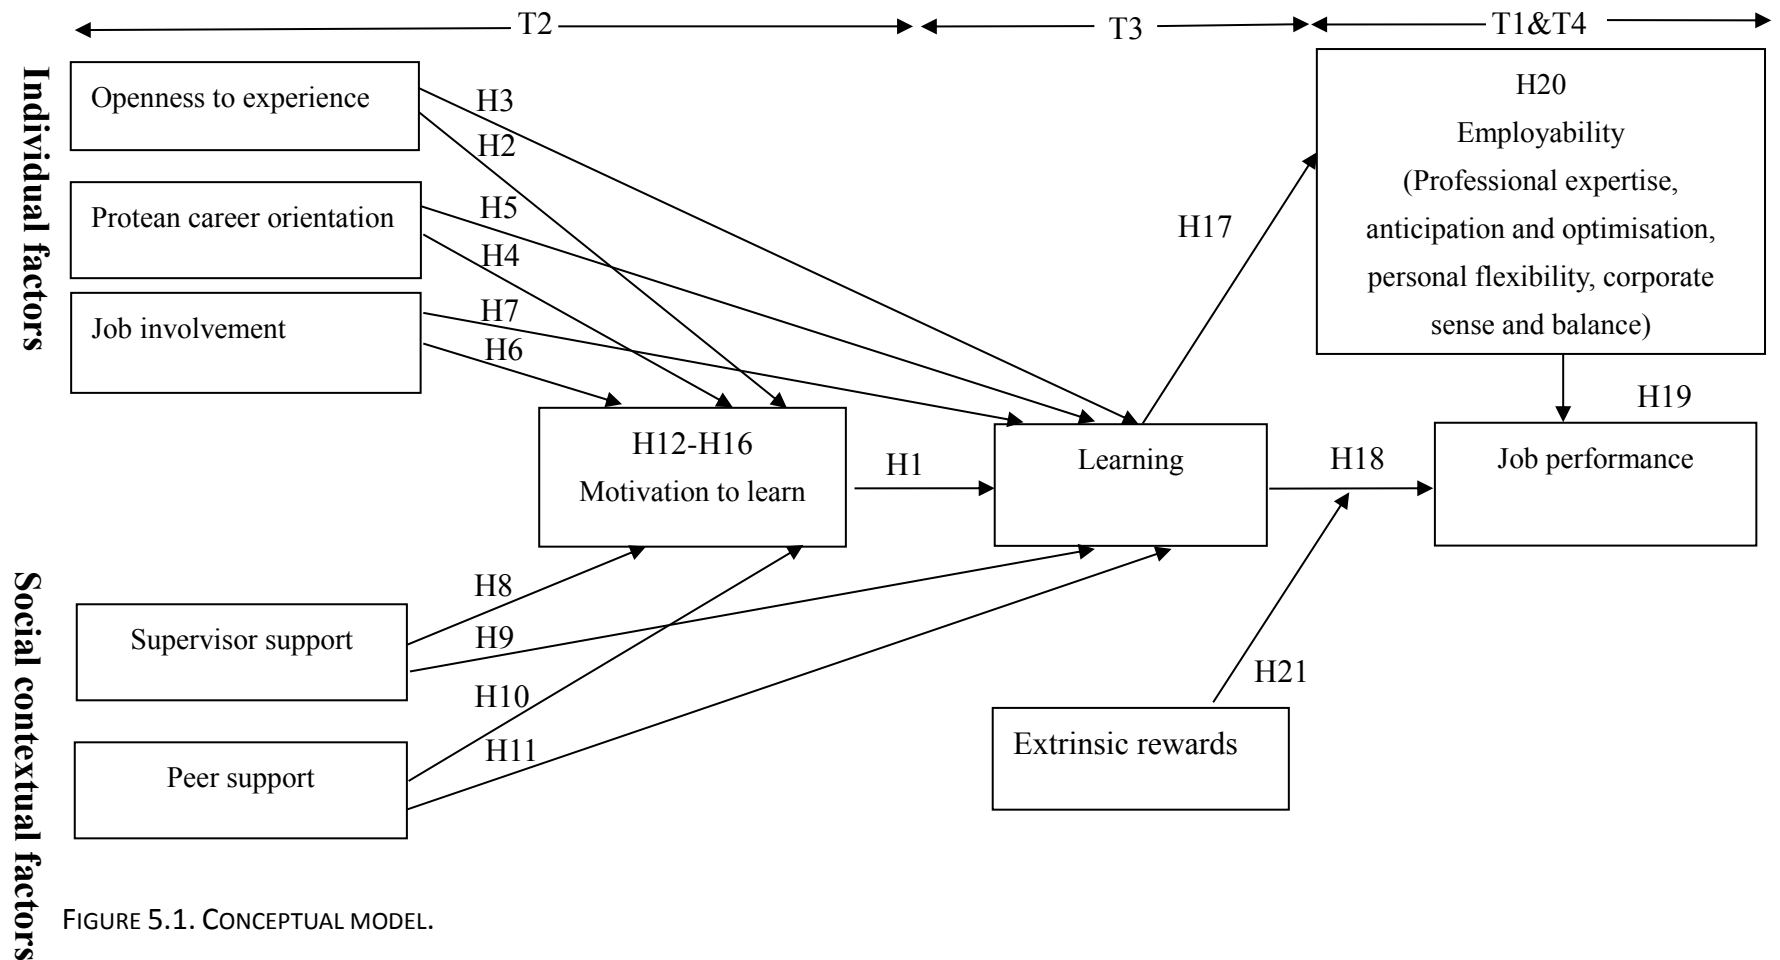 T2
T3
T1&T4
Individual factors
Openness to experience
H3
H2
Protean career orientation
H5
H4
Job involvement
H7
H6
H17
H20
Employability
(Professional expertise,
anticipation and optimisation,
personal flexibility, corporate
sense and balance)
H19
H12-H16
Motivation to learn
H1
Learning
H18
Job performance
Social contextual factors
Supervisor support
H8
H9
Peer support
H10
H11
H21
Extrinsic rewards
FIGURE 5.1. CONCEPTUAL MODEL.